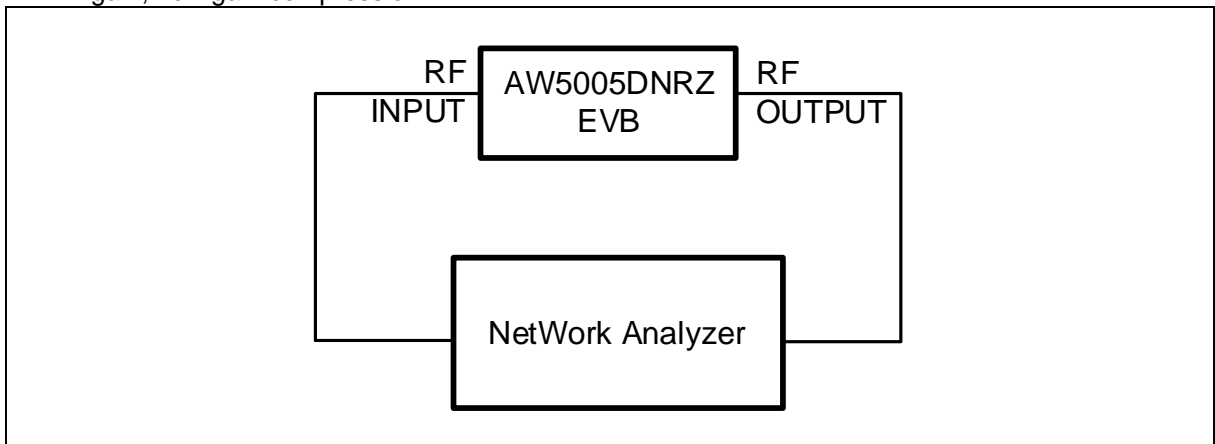 RF
INPUT
AW5005DNRZ
EVB
RF
OUTPUT
NetWork Analyzer